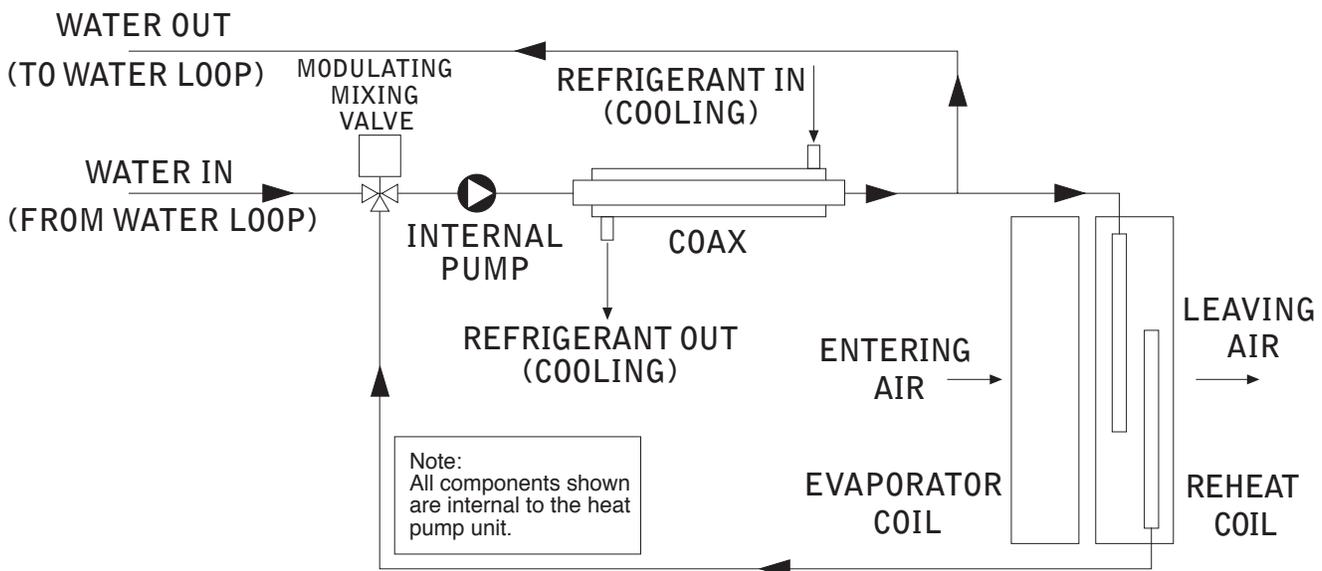 WATER OUT
(TO WATER LOOP)
MODULATING
MIXING
VALVE
REFRIGERANT IN
(COOLING)
WATER IN
(FROM WATER LOOP)
INTERNAL
PUMP
COAX
REFRIGERANT OUT
(COOLING)
ENTERING
AIR
LEAVING
AIR
Note:
All components shown
are internal to the heat
pump unit.
EVAPORATOR
COIL
REHEAT
COIL